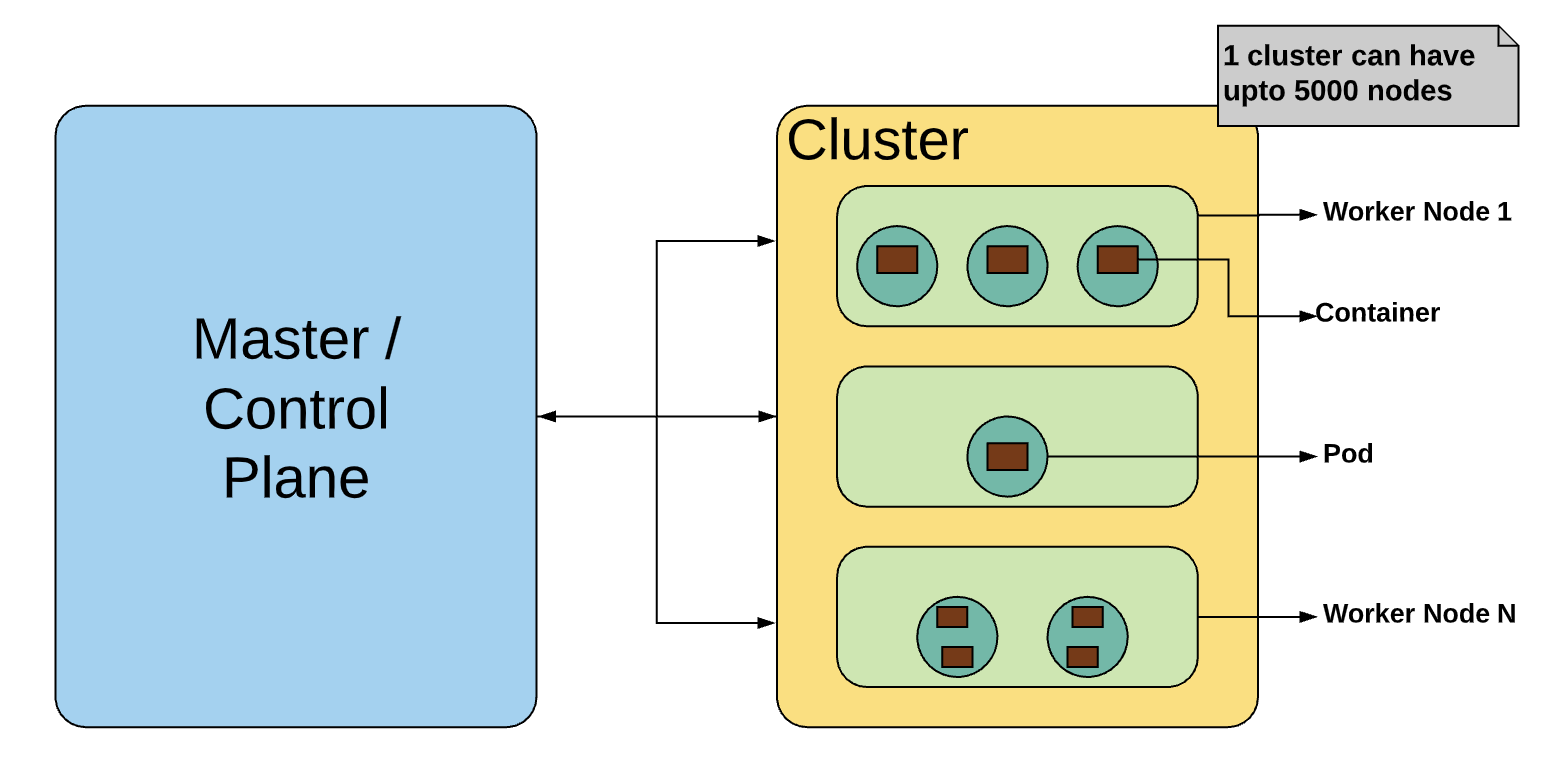 1 cluster can have
upto 5000 nodes
Cluster
Worker Node 1
Container
Master /
Control
Plane
Pod
Worker Node N